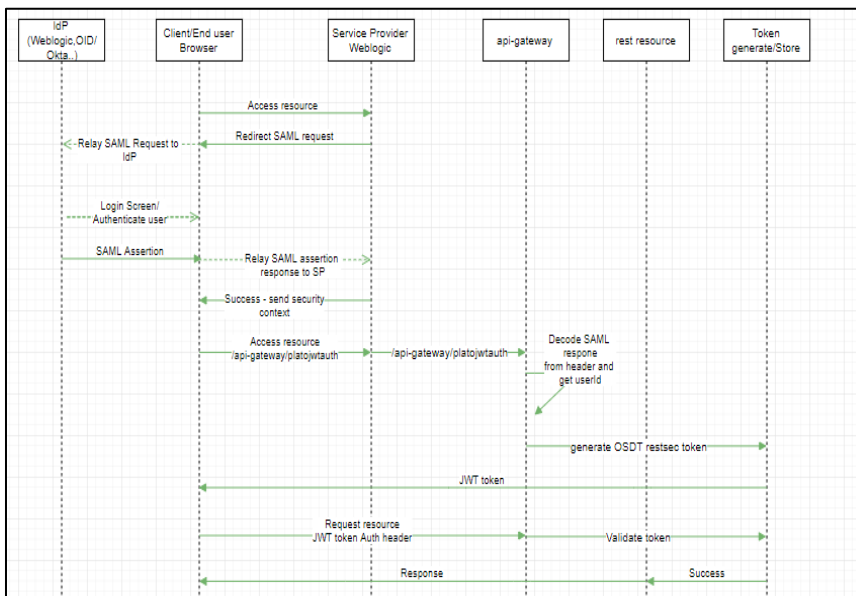 IdP
(Weblogic,OID/
Okta..)
Client/End user
Browser
Service Provider
Weblogic
api-gateway
rest resource
Token
generate/Store
Access resource
Redirect SAML request
Relay SAML Request to
IdP
Login Screen/
Authenticate user
SAML Assertion
Relay SAML assertion
response to SP
Success - send security
context
Access resource
/api-gateway/platojwtauth
/api-gateway/platojwtauth
Decode SAML
respone
from header and
get userId
generate OSDT restsec token
JWT token
Request resource
JWT token Auth header
Validate token
Response
Success